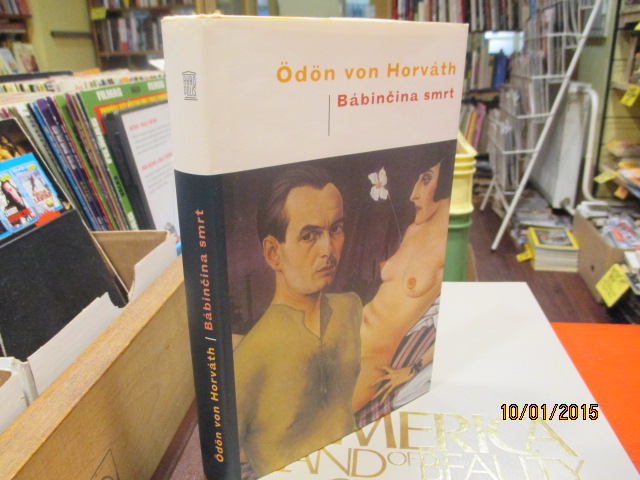 Ödön von Horváth
Bábinčina smrt
Ödön von Horváth | Bábinčina smrt
AMERICA
LAND OF BEAUTY
10/01/2015